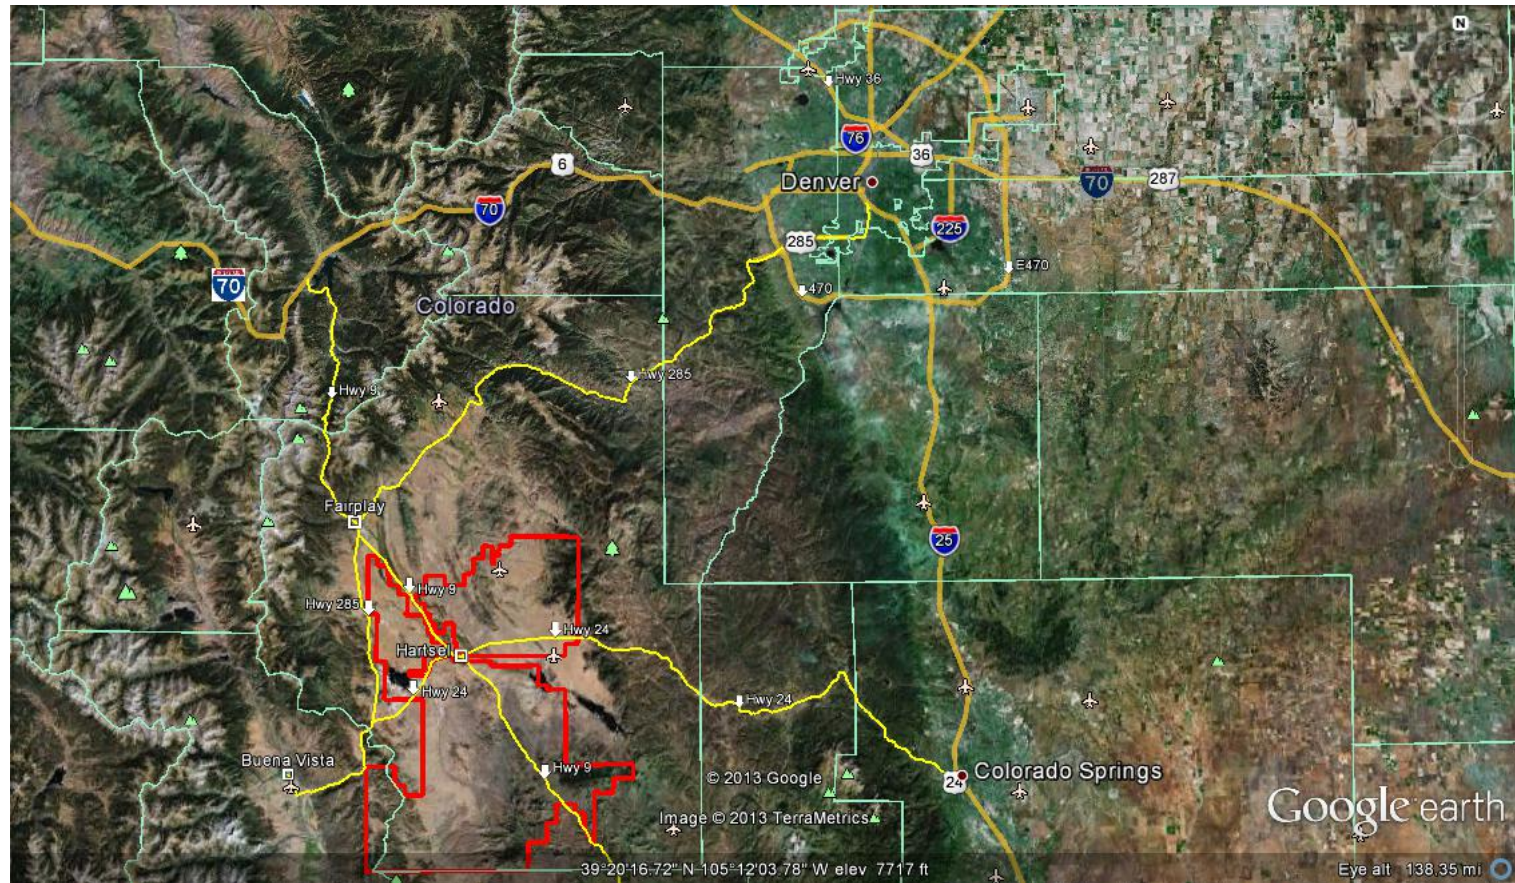 N
Hwy 36
76
6
36
Denver
70
287
70
225
285
E470
70
470
Colorado
Hwy 285
Hwy 9
Fairplay
25
Hwy 9
Hwy 285
Hwy 24
Hartsel
Hwy 24
Hwy 24
Buena Vista
Hwy 9
© 2013 Google
24
Colorado Springs
Image © 2013 TerraMetrics
Google earth
39°20'16.72" N 105°12'03.78" W elev 7717 ft
Eye alt 138.35 mi